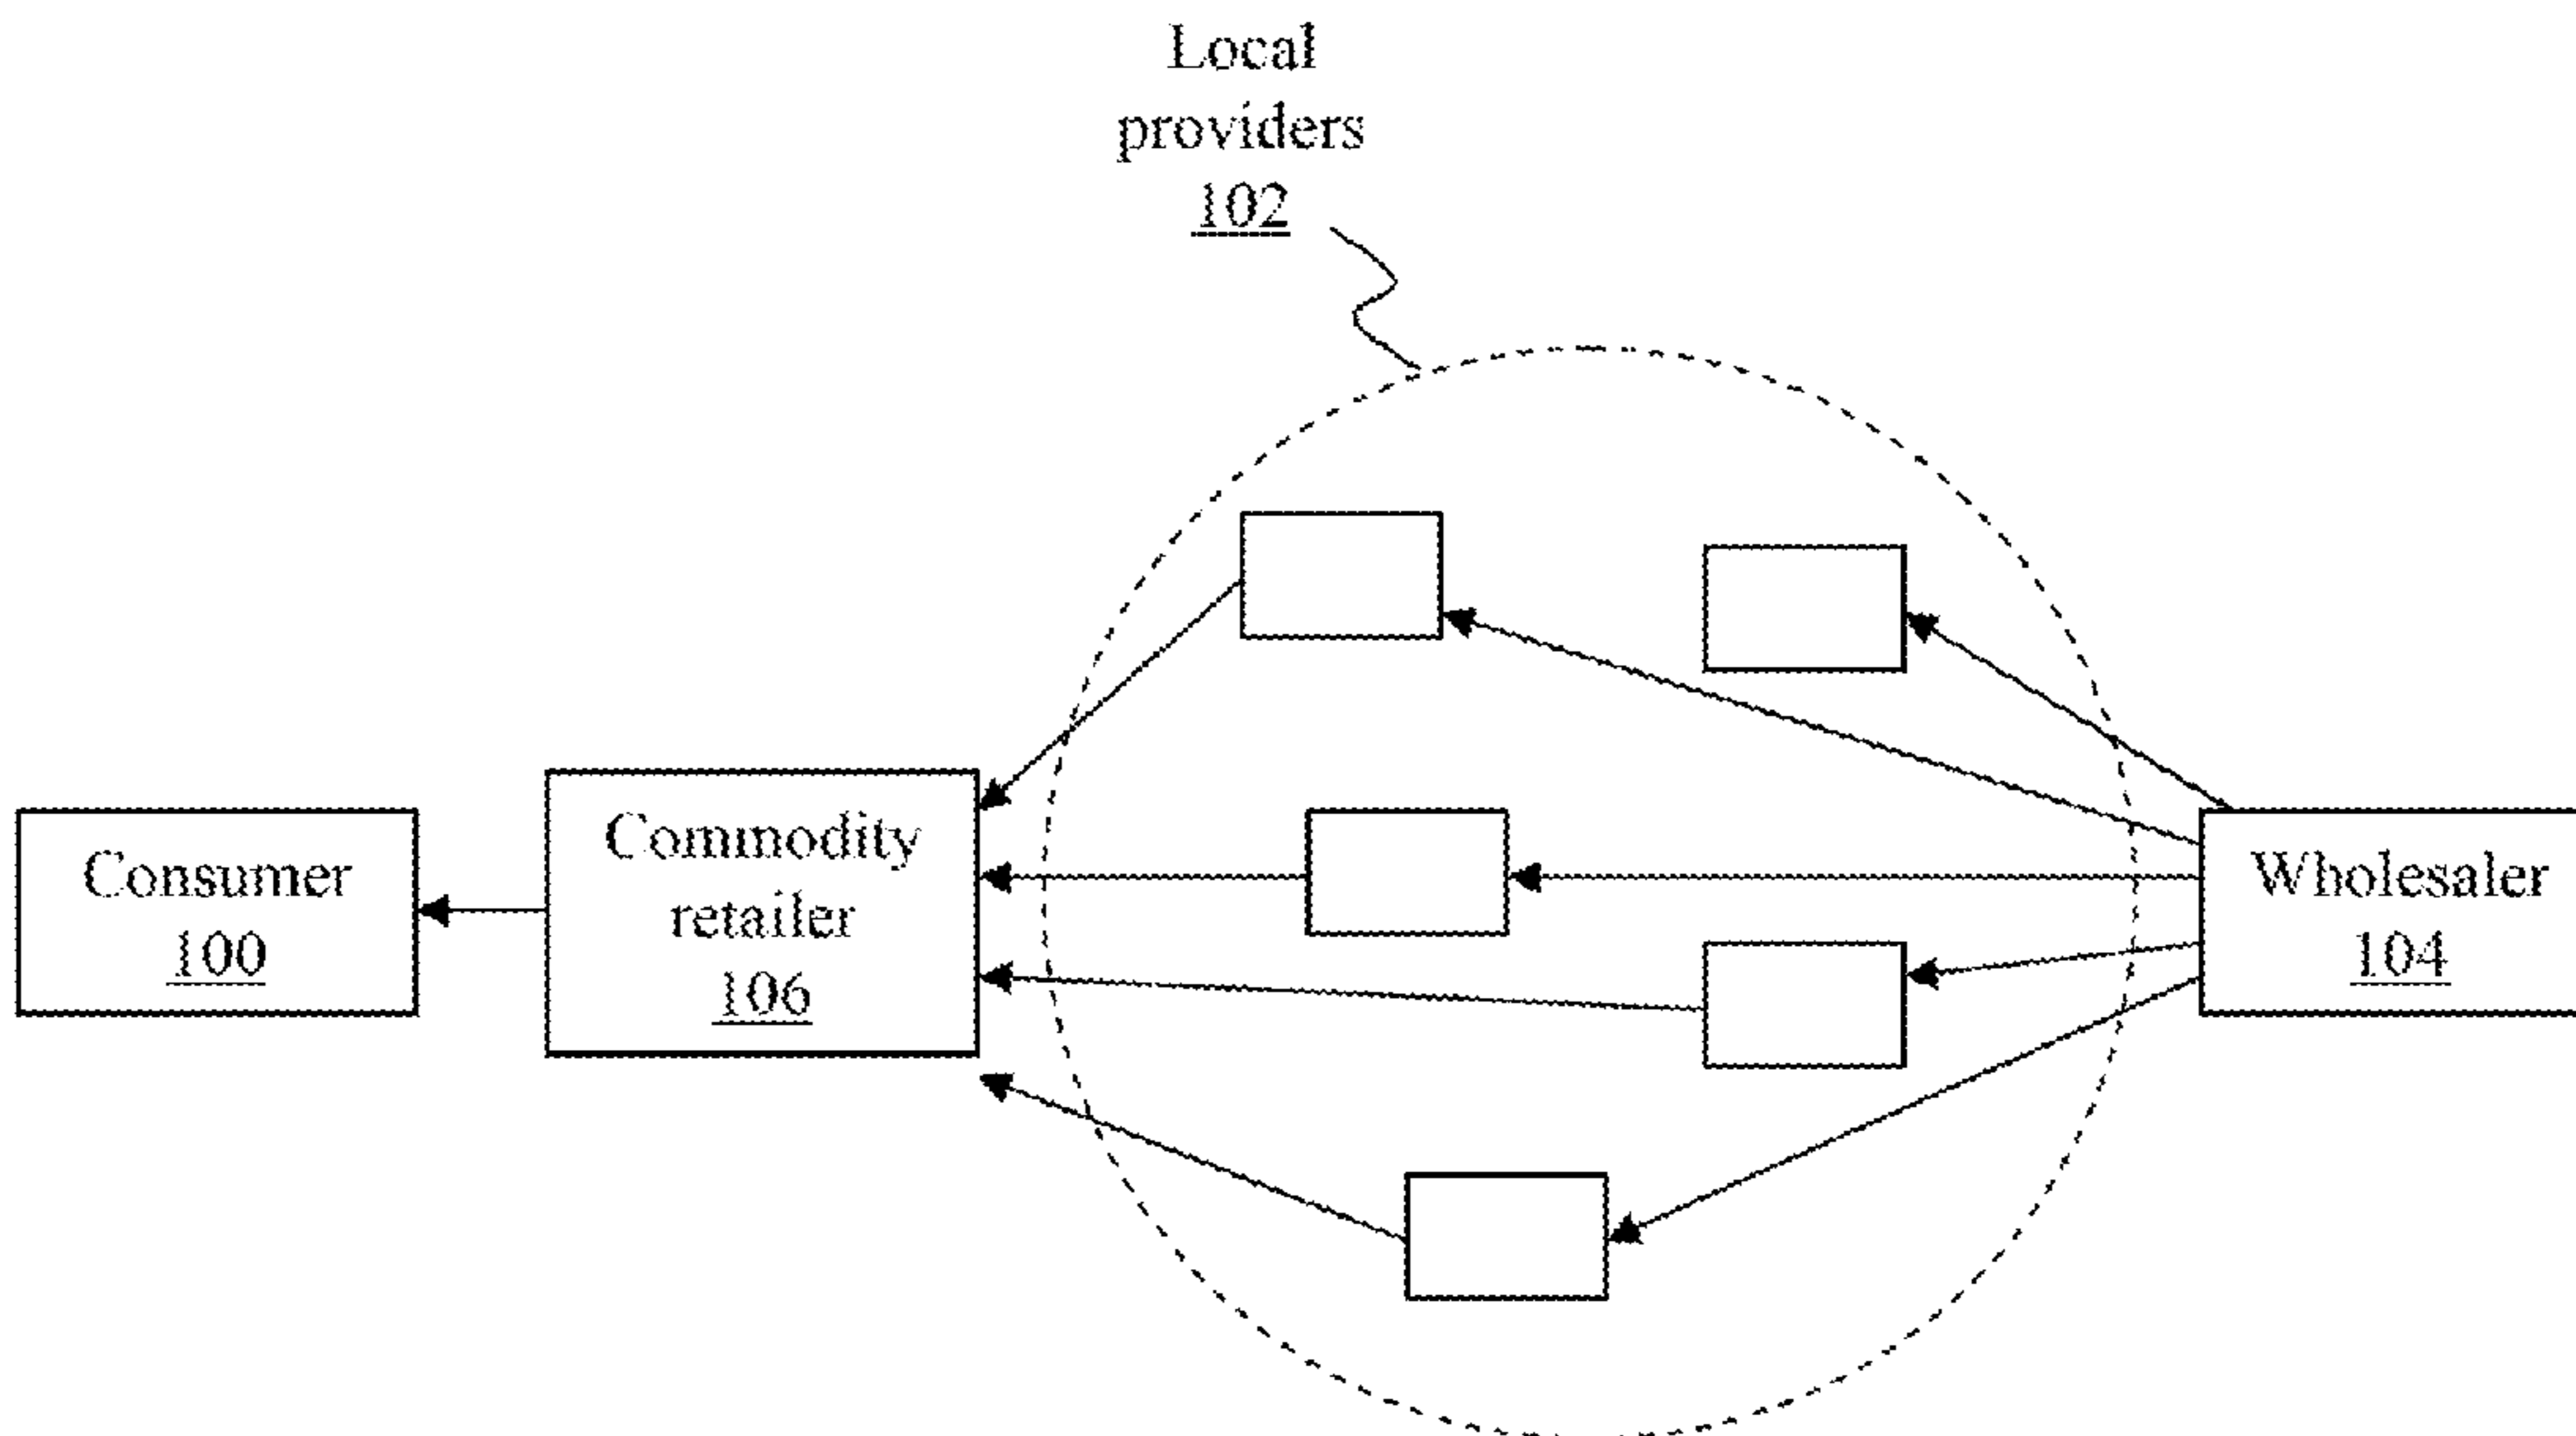 Local
providers
102
Consumer
100
Commodity
retailer
106
Wholesaler
104